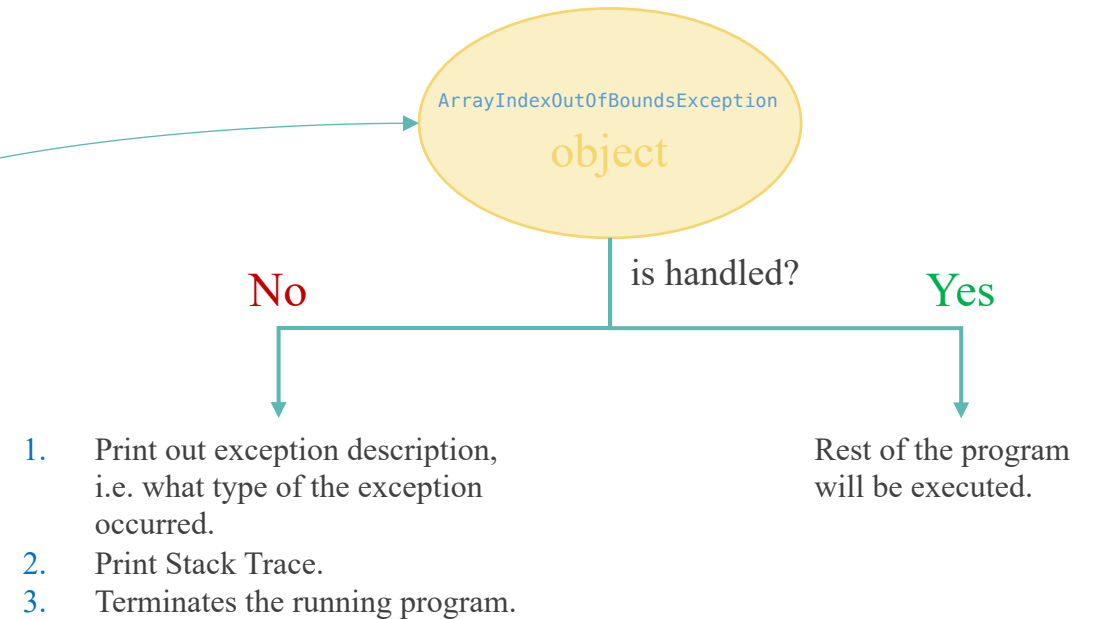 ArrayIndexOutOfBoundsException
object
is handled?
No
Yes
1. Print out exception description,
i.e. what type of the exception
occurred.
2. Print Stack Trace.
3. Terminates the running program.
Rest of the program
will be executed.